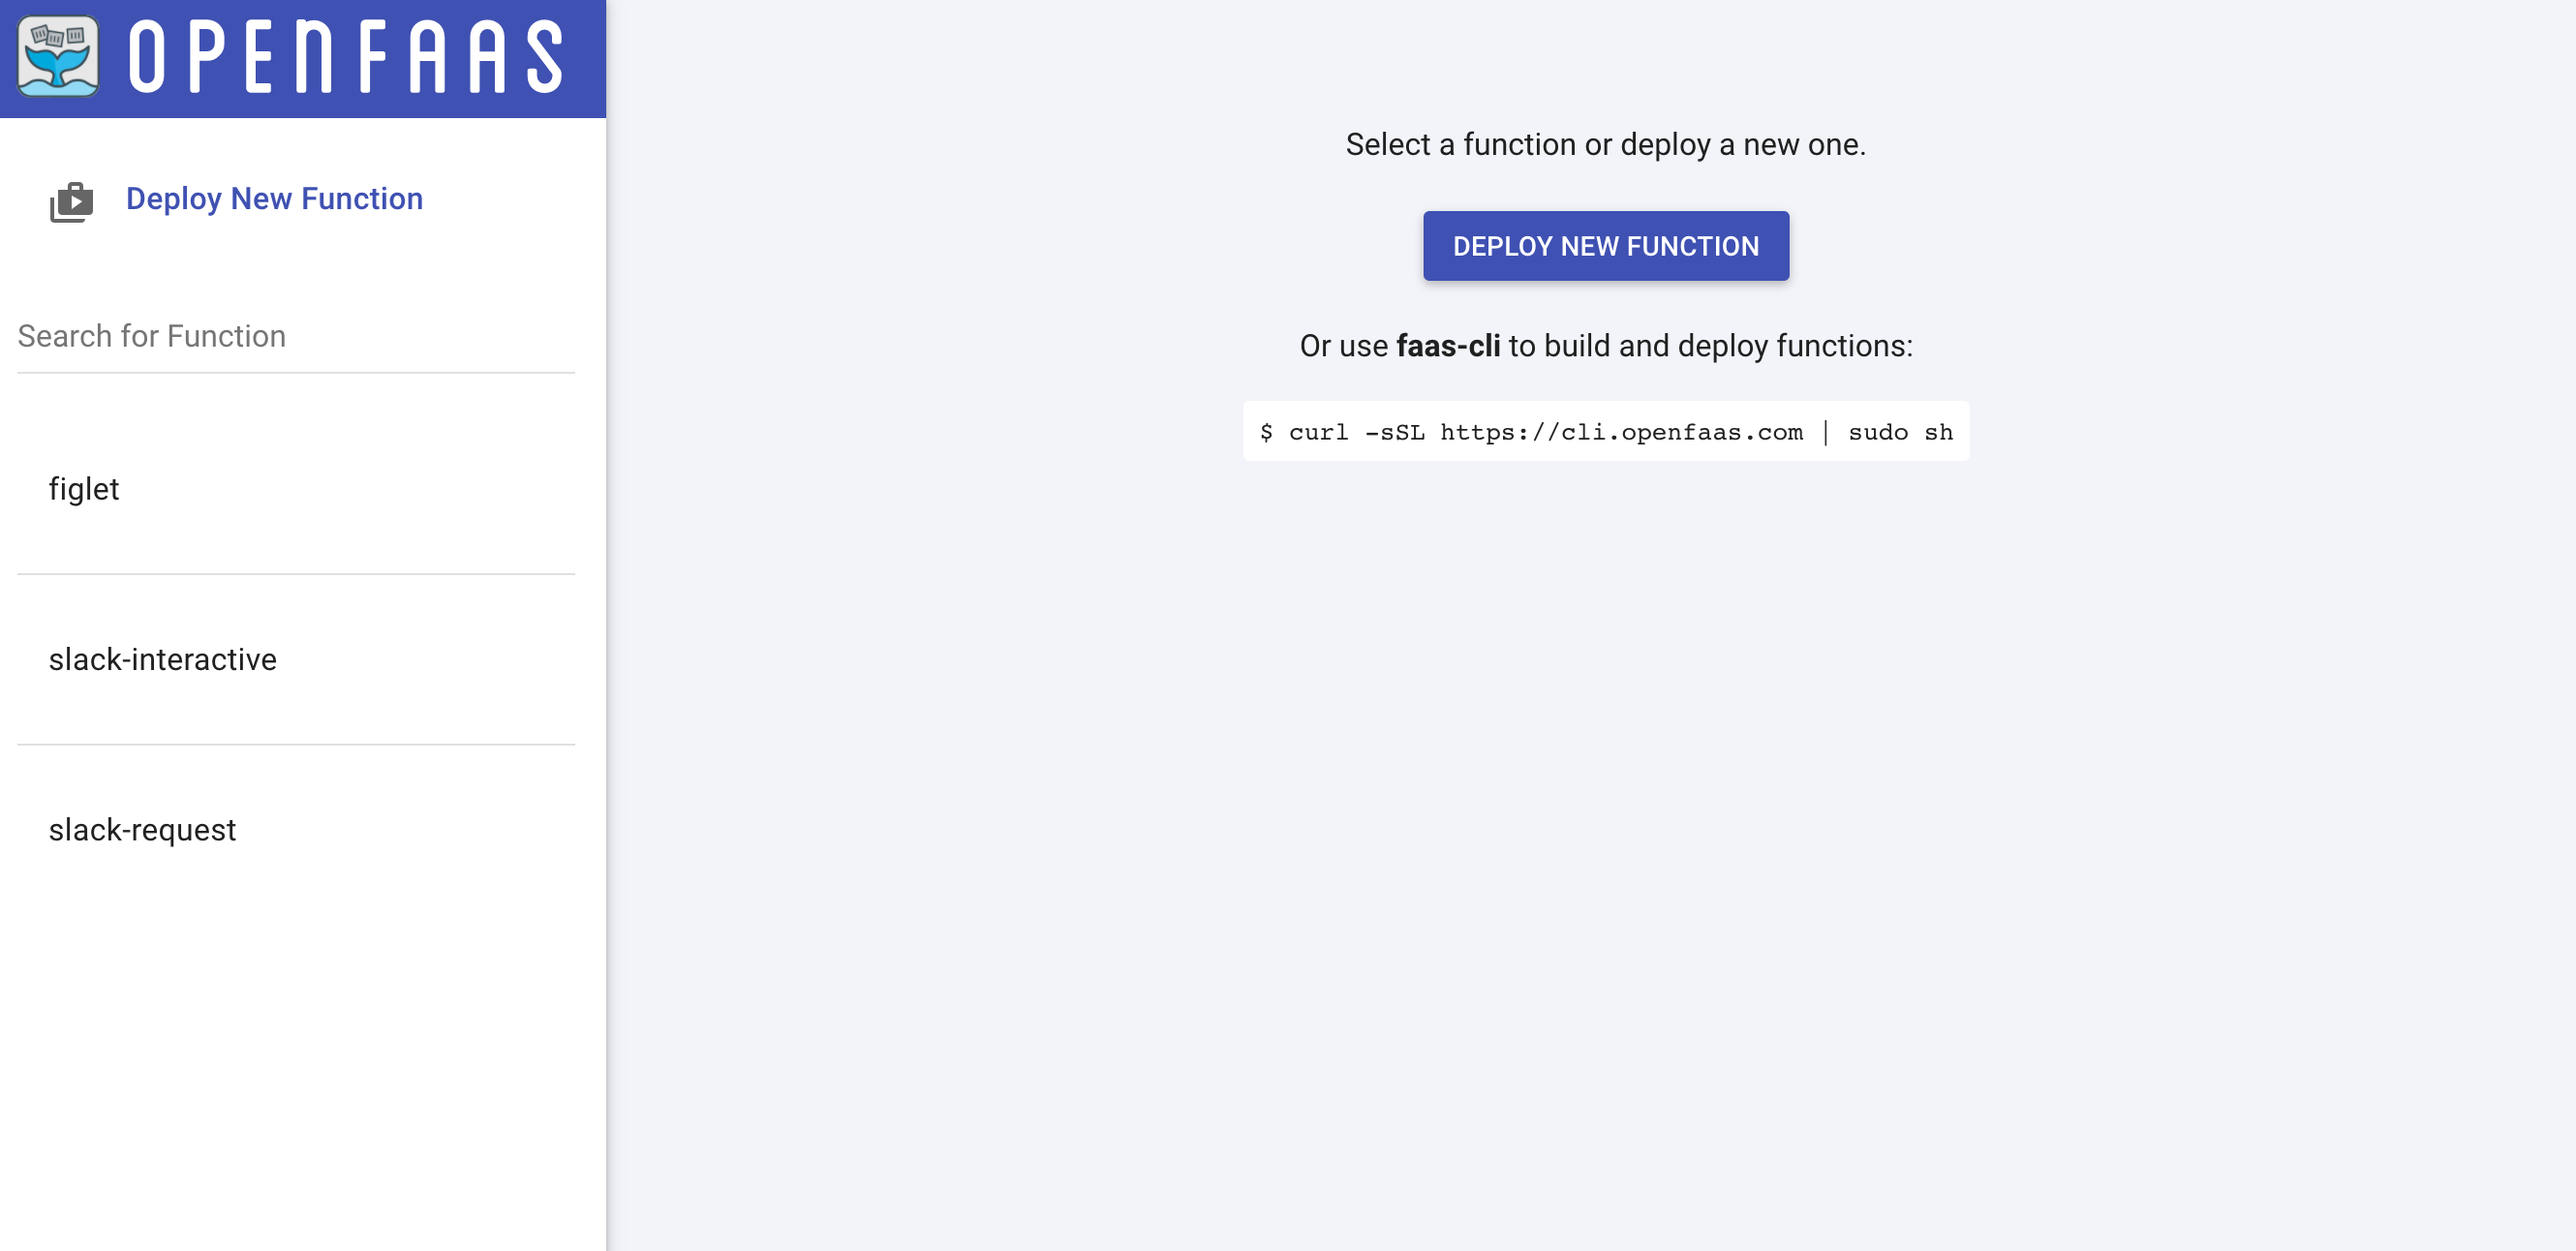 OPENFAAS
Deploy New Function
Search for Function
figlet
slack-interactive
slack-request
Select a function or deploy a new one.
DEPLOY NEW FUNCTION
Or use faas-cli to build and deploy functions:
$ curl -sSL https://cli.openfaas.com | sudo sh